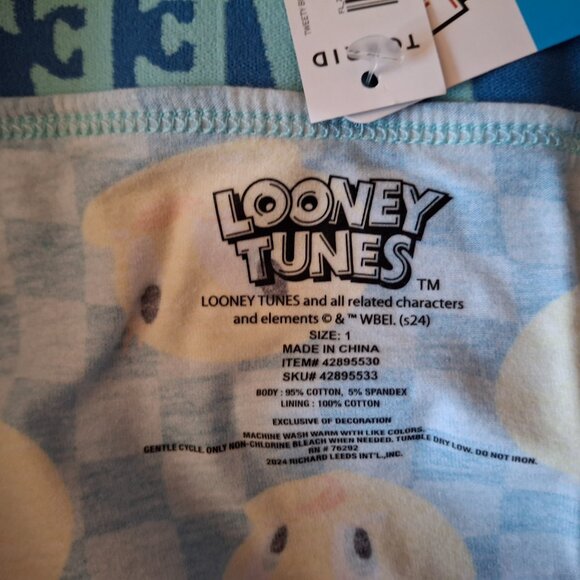 TWEETY
LOONEY
TUNES
TM
LOONEY TUNES and all related characters
and elements © & ™ WBEI. (s24)
SIZE: 1
MADE IN CHINA
ITEM# 42895530
SKU# 42895533
BODY : 95% COTTON, 5% SPANDEX
LINING : 100% COTTON
EXCLUSIVE OF DECORATION
MACHINE WASH WARM WITH LIKE COLORS.
GENTLE CYCLE. ONLY NON-CHLORINE BLEACH WHEN NEEDED. TUMBLE DRY LOW. DO NOT IRON.
RN # 76292
2024 RICHARD LEEDS INT'L.,INC.